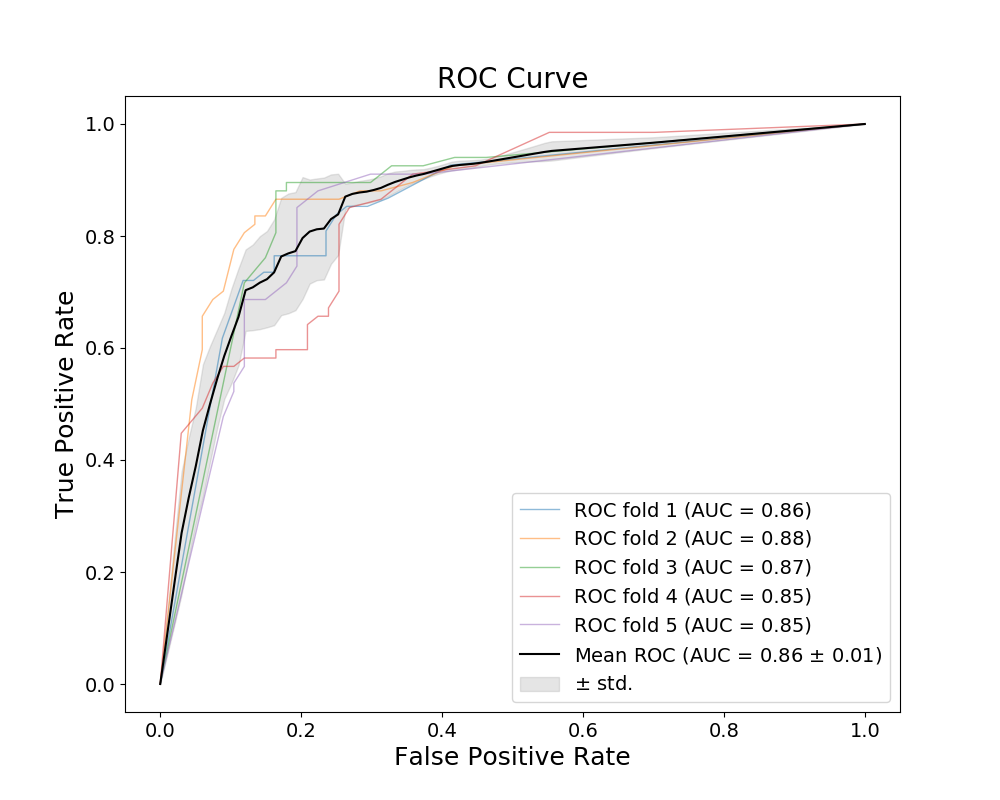 ROC Curve
1.0
0.8
0.6
0.4
0.2
0.0
True Positive Rate
0.0 0.2 0.4 0.6 0.8 1.0
False Positive Rate
ROC fold 1 (AUC = 0.86)
ROC fold 2 (AUC = 0.88)
ROC fold 3 (AUC = 0.87)
ROC fold 4 (AUC = 0.85)
ROC fold 5 (AUC = 0.85)
Mean ROC (AUC = 0.86 ± 0.01)
± std.